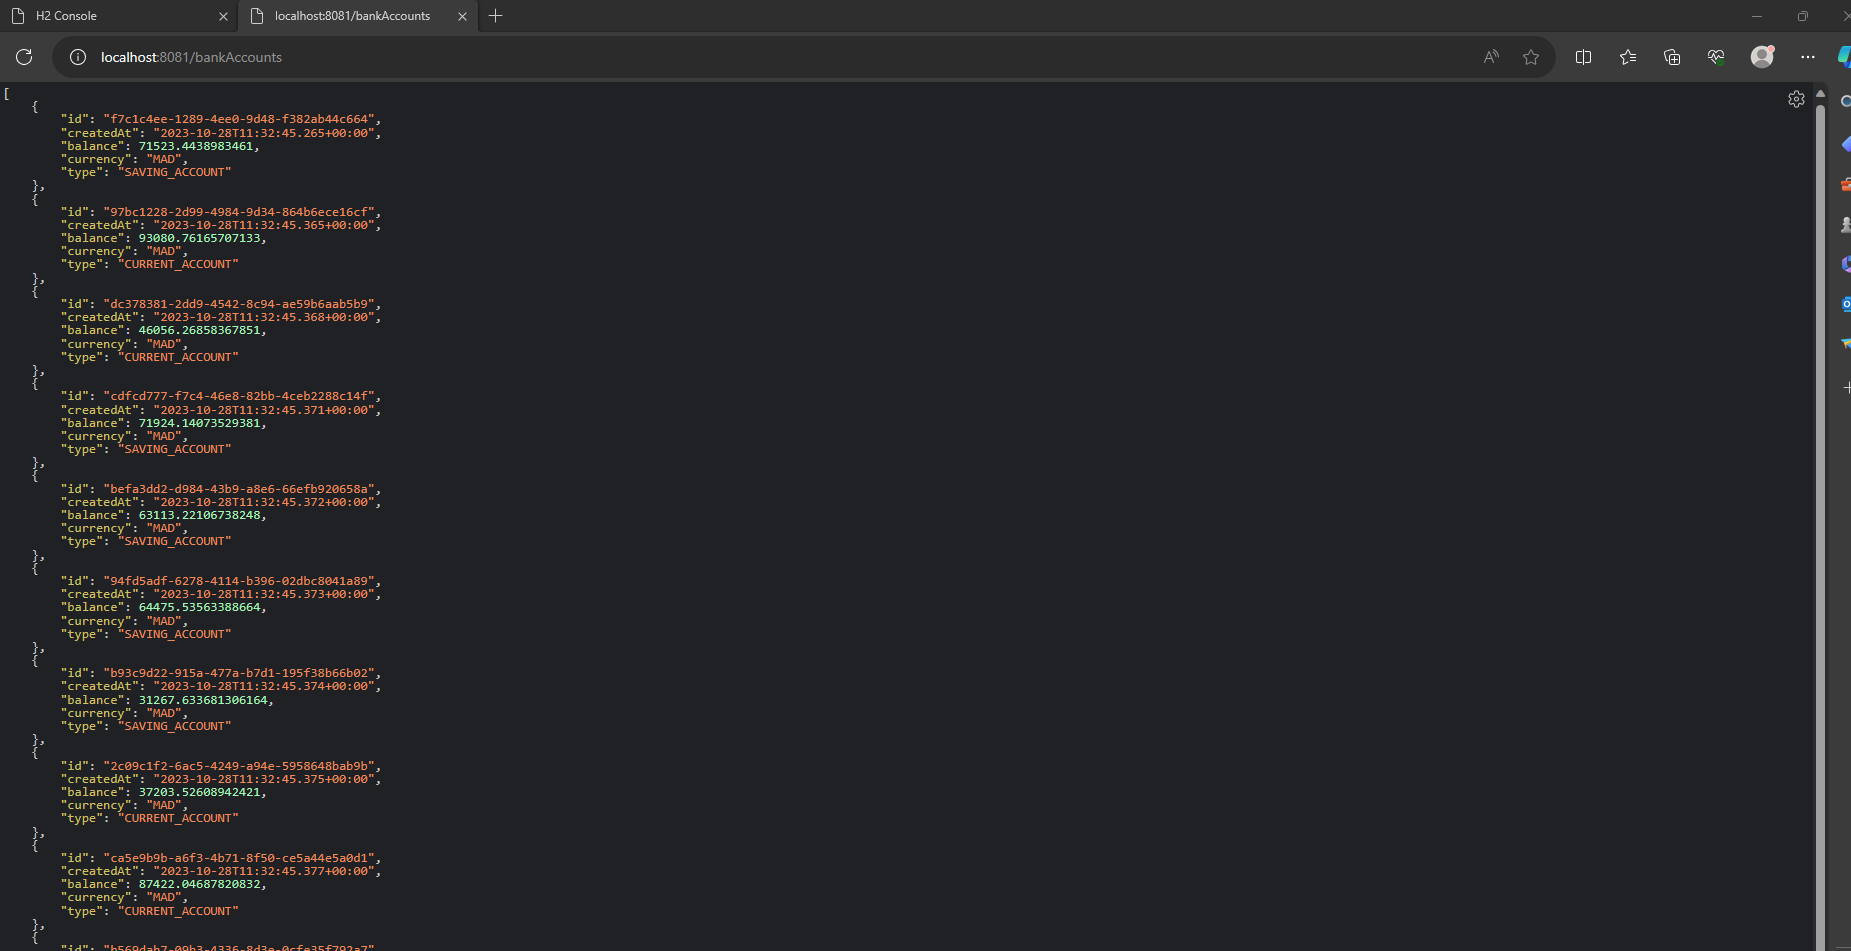 H2 Console
localhost:8081/bankAccounts
localhost:8081/bankAccounts
[
{
"id": "f7c1c4ee-1289-4ee0-9d48-f382ab44c664",
"createdAt": "2023-10-28T11:32:45.265+00:00",
"balance": 71523.4438983461,
"currency": "MAD",
"type": "SAVING_ACCOUNT"
},
{
"id": "97bc1228-2d99-4984-9d34-864b6ece16cf",
"createdAt": "2023-10-28T11:32:45.365+00:00",
"balance": 93080.76165707133,
"currency": "MAD",
"type": "CURRENT_ACCOUNT"
},
{
"id": "dc378381-2dd9-4542-8c94-ae59b6aab5b9",
"createdAt": "2023-10-28T11:32:45.368+00:00",
"balance": 46056.26858367851,
"currency": "MAD",
"type": "CURRENT_ACCOUNT"
},
{
"id": "cdfcd777-f7c4-46e8-82bb-4ceb2288c14f",
"createdAt": "2023-10-28T11:32:45.371+00:00",
"balance": 71924.14073529381,
"currency": "MAD",
"type": "SAVING_ACCOUNT"
},
{
"id": "befa3dd2-d984-43b9-a8e6-66efb920658a",
"createdAt": "2023-10-28T11:32:45.372+00:00",
"balance": 63113.22106738248,
"currency": "MAD",
"type": "SAVING_ACCOUNT"
},
{
"id": "94fd5adf-6278-4114-b396-02dbc8041a89",
"createdAt": "2023-10-28T11:32:45.373+00:00",
"balance": 64475.53563388664,
"currency": "MAD",
"type": "SAVING_ACCOUNT"
},
{
"id": "b93c9d22-915a-477a-b7d1-195f38b66b02",
"createdAt": "2023-10-28T11:32:45.374+00:00",
"balance": 31267.633681306164,
"currency": "MAD",
"type": "SAVING_ACCOUNT"
},
{
"id": "2c09c1f2-6ac5-4249-a94e-5958648bab9b",
"createdAt": "2023-10-28T11:32:45.375+00:00",
"balance": 37203.52608942421,
"currency": "MAD",
"type": "CURRENT_ACCOUNT"
},
{
"id": "ca5e9b9b-a6f3-4b71-8f50-ce5a44e5a0d1",
"createdAt": "2023-10-28T11:32:45.377+00:00",
"balance": 87422.04687820832,
"currency": "MAD",
"type": "CURRENT_ACCOUNT"
},
{
"id":